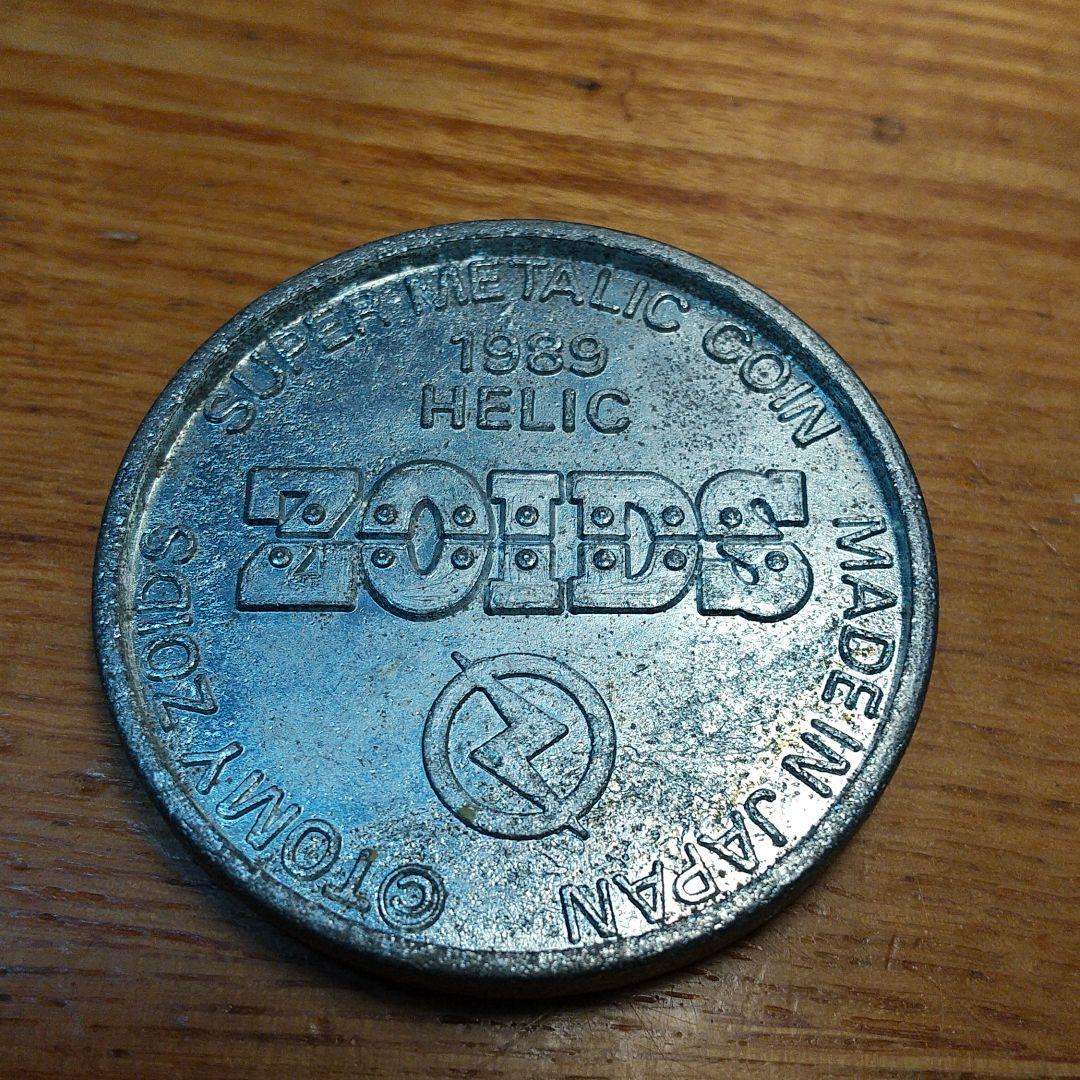 SUPER METALIC COIN
1989
HELIC
ZOIDS
MADE IN JAPAN
©TOMY ZOIDS